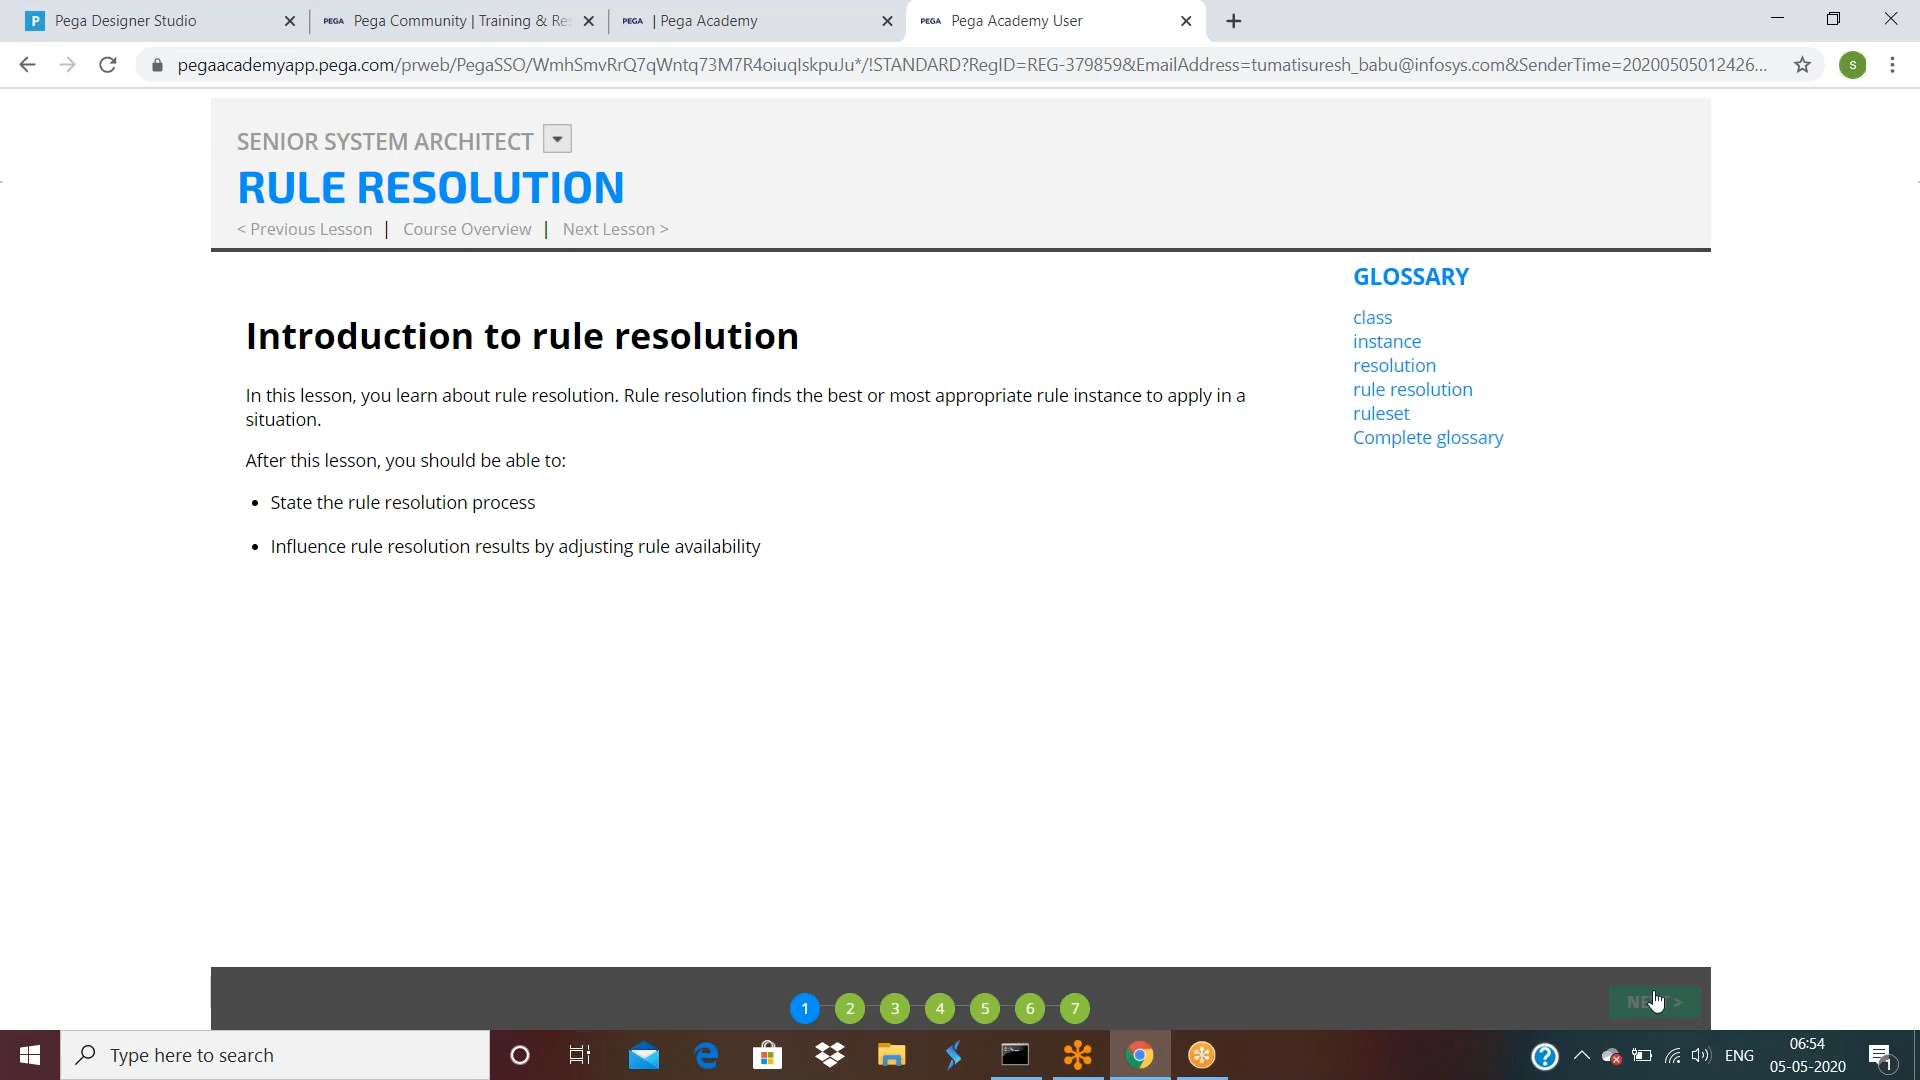 Pega Designer Studio
PEGA Pega Community | Training & Re
PEGA | Pega Academy
PEGA Pega Academy User
pegaacademyapp.pega.com/prweb/PegaSSO/WmhSmvRrQ7qWntq73M7R4oiuqIskpuJu*/!STANDARD?RegID=REG-379859&EmailAddress=tumatisuresh_babu@infosys.com&SenderTime=20200505012426...
S
SENIOR SYSTEM ARCHITECT
RULE RESOLUTION
< Previous Lesson | Course Overview | Next Lesson >
GLOSSARY
class
instance
resolution
rule resolution
ruleset
Complete glossary
Introduction to rule resolution
In this lesson, you learn about rule resolution. Rule resolution finds the best or most appropriate rule instance to apply in a
situation.
After this lesson, you should be able to:
• State the rule resolution process
• Influence rule resolution results by adjusting rule availability
1 2 3 4 5 6 7
Type here to search
ENG
06:54
05-05-2020
1